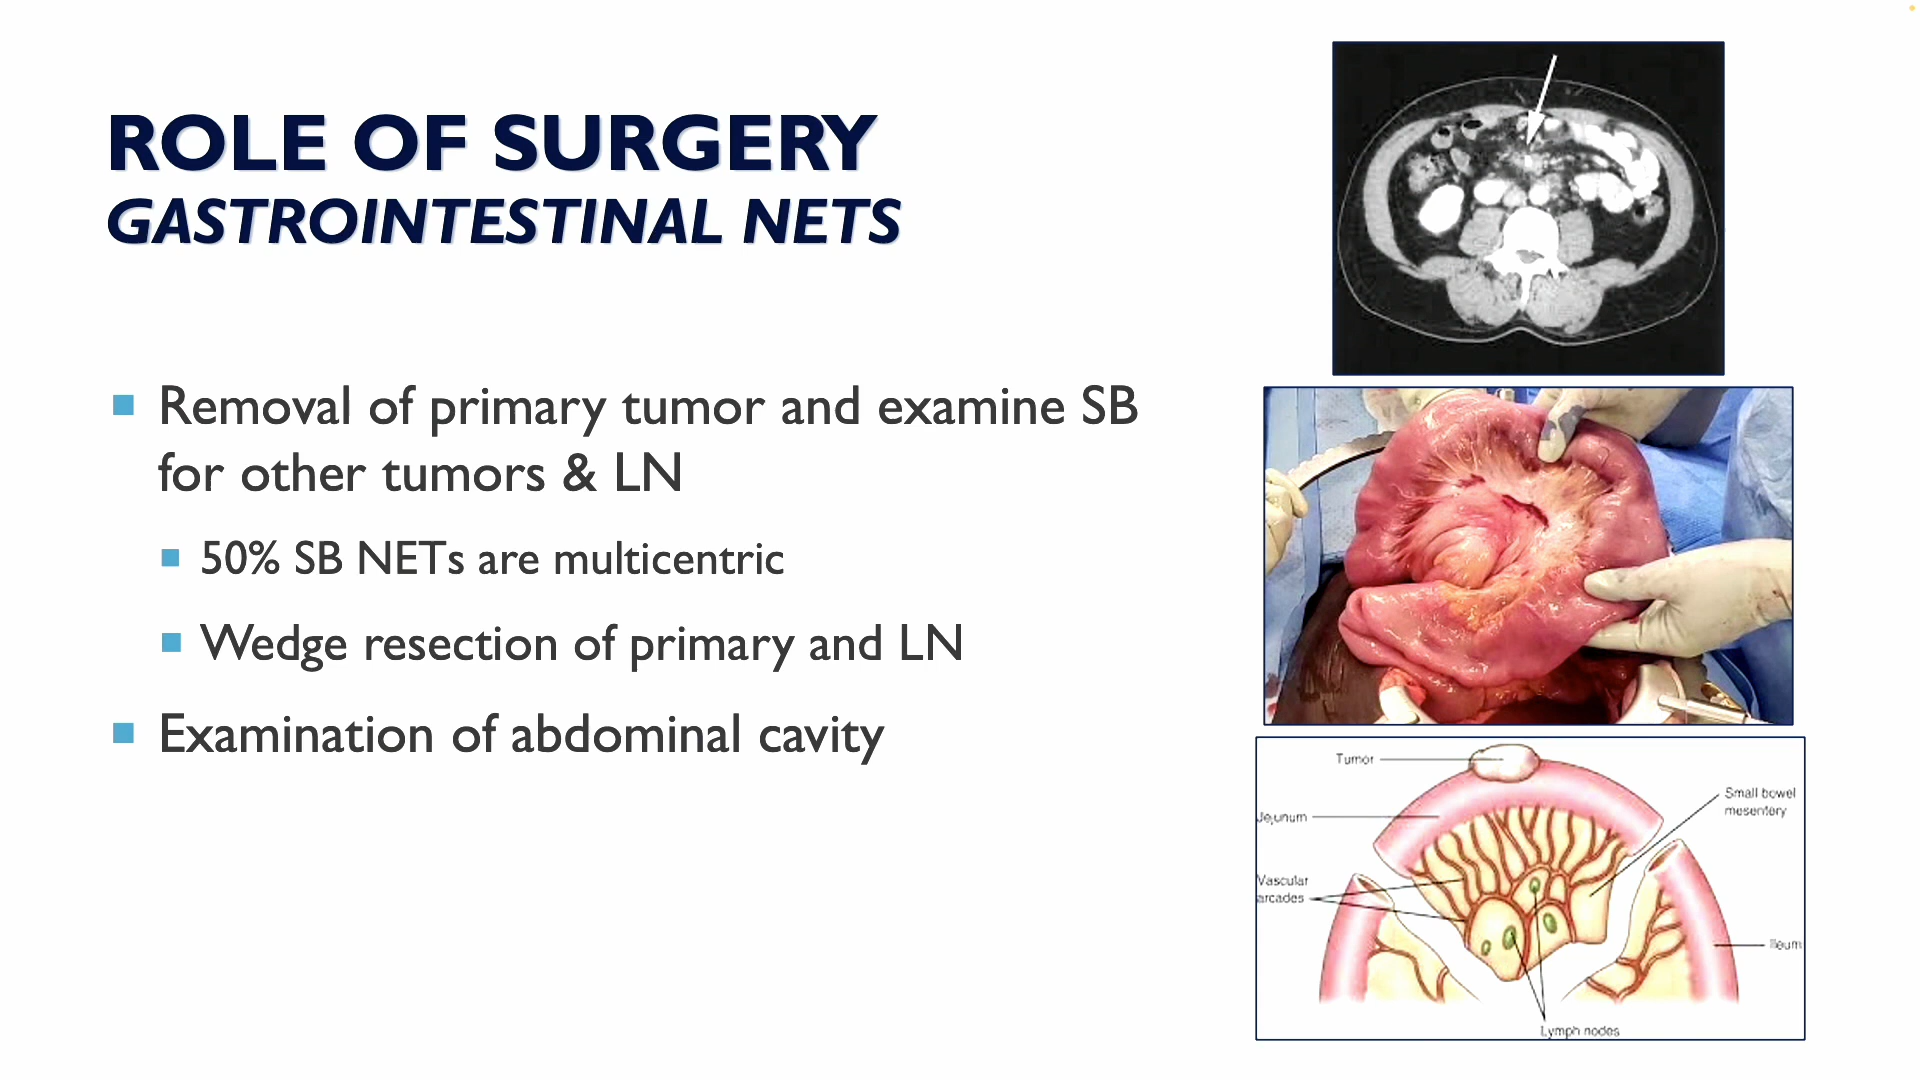 ROLE OF SURGERY
GASTROINTESTINAL NETS
Removal of primary tumor and examine SB
for other tumors & LN
50% SB NETs are multicentric
Wedge resection of primary and LN
Examination of abdominal cavity
Tumor
Small bowel
mesentery
Jejunum
Vascular
arcades
Ileum
Lymph nodes